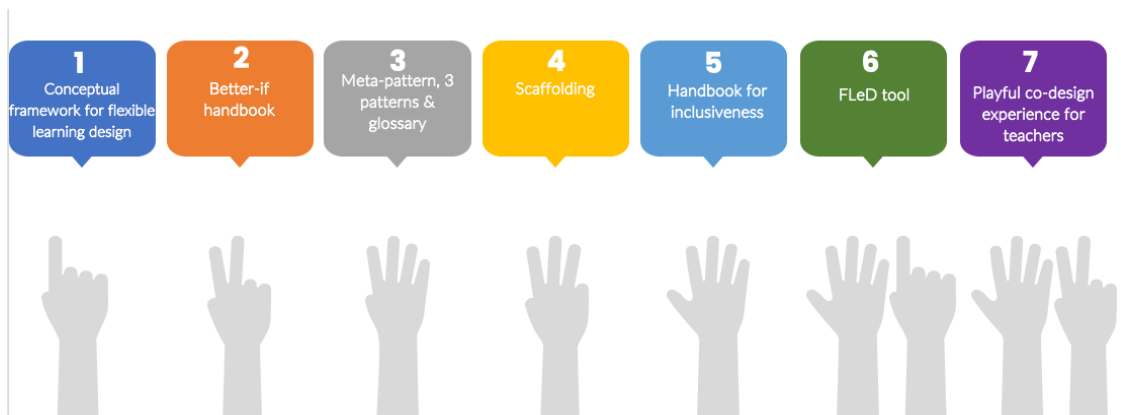 1
Conceptual
framework for flexible
learning design
2
Better-if
handbook
3
Meta-pattern, 3
patterns &
glossary
4
Scaffolding
5
Handbook for
inclusiveness
6
FLeD tool
7
Playful co-design
experience for
teachers